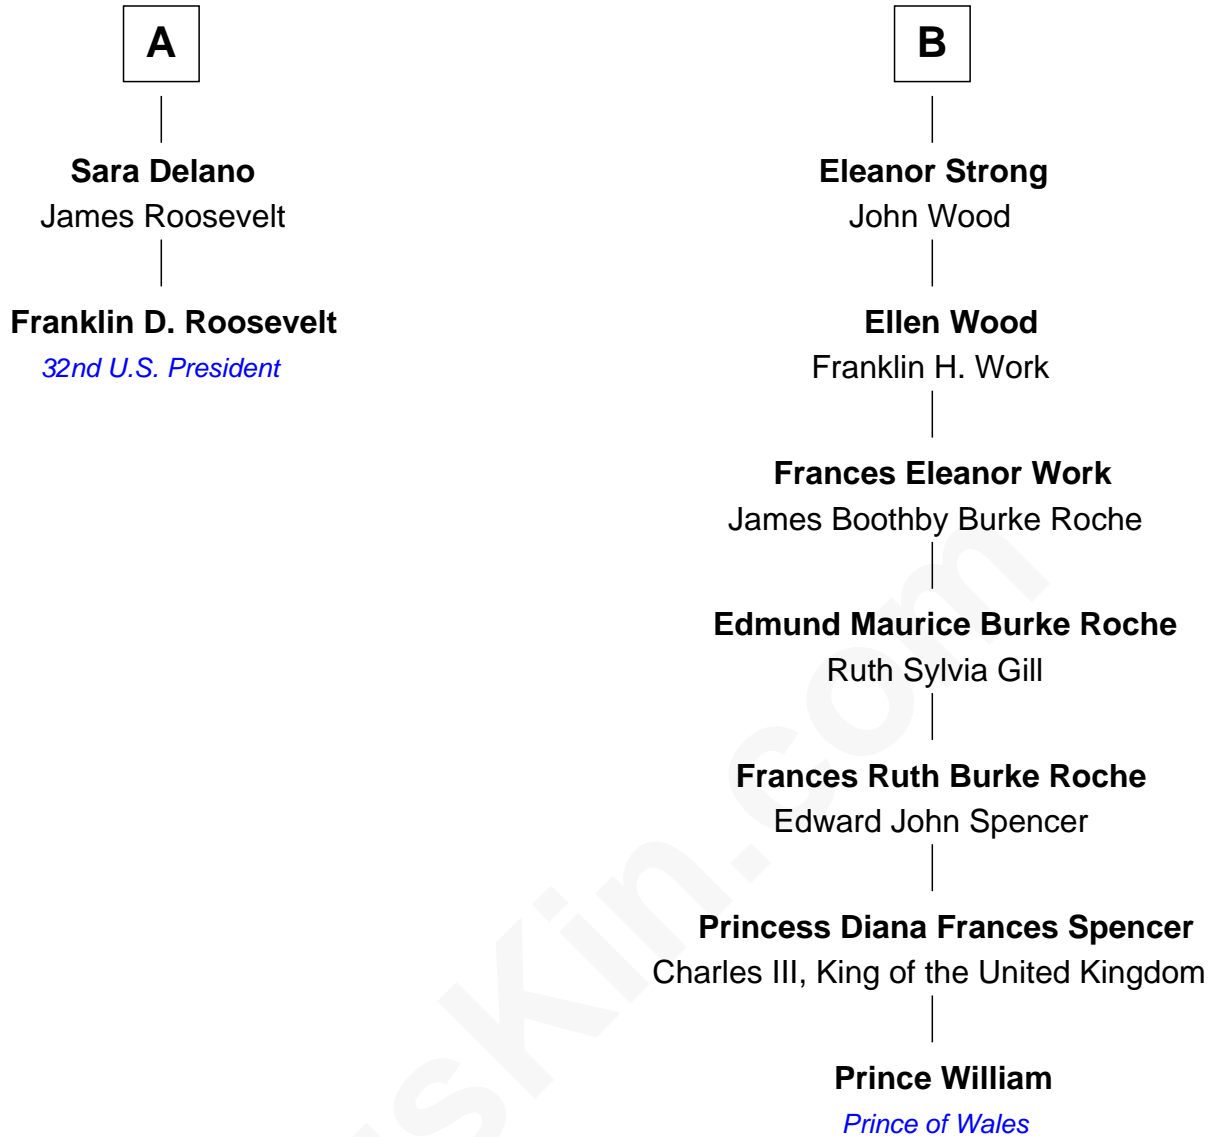 A
Sara Delano
James Roosevelt
Franklin D. Roosevelt
32nd U.S. President
B
Eleanor Strong
John Wood
Ellen Wood
Franklin H. Work
Frances Eleanor Work
James Boothby Burke Roche
Edmund Maurice Burke Roche
Ruth Sylvia Gill
Frances Ruth Burke Roche
Edward John Spencer
Princess Diana Frances Spencer
Charles III, King of the United Kingdom
Prince William
Prince of Wales